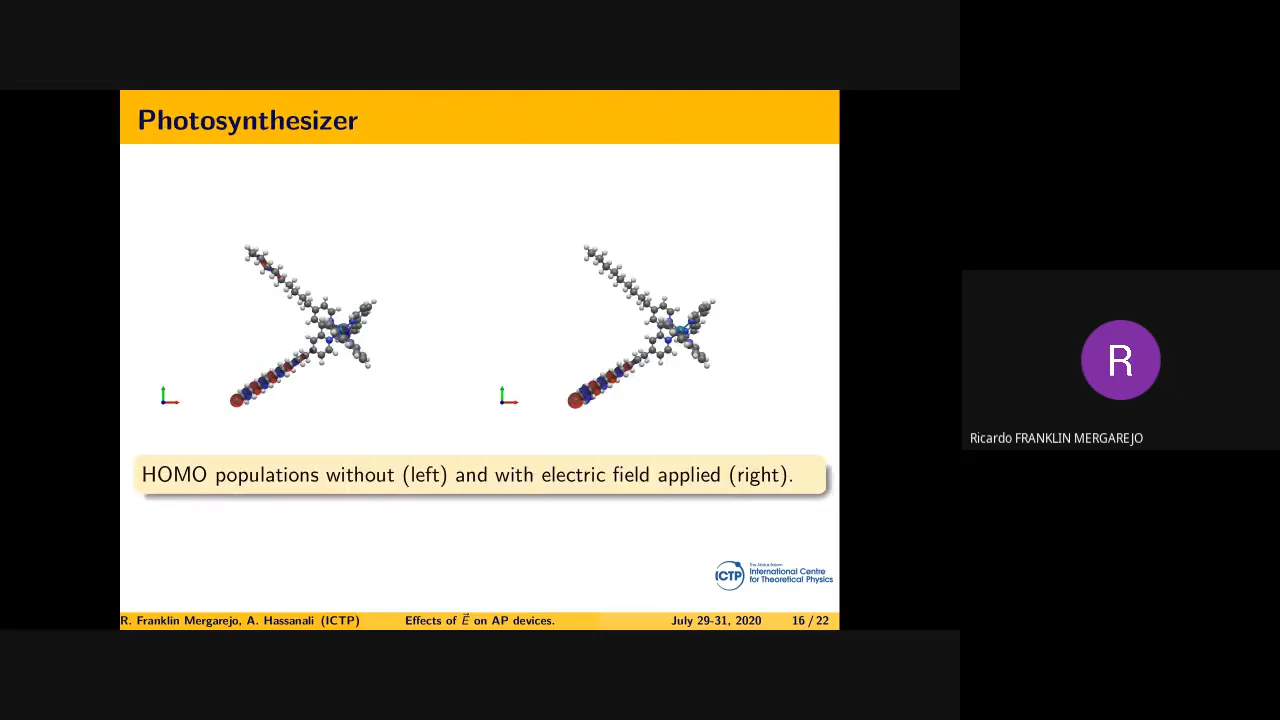 Photosynthesizer
HOMO populations without (left) and with electric field applied (right).
ICTP
The Abdus Salam
International Centre
for Theoretical Physics
R. Franklin Mergarejo, A. Hassanali (ICTP)
Effects of E⃗ on AP devices.
July 29-31, 2020
16 / 22
R
Ricardo FRANKLIN MERGAREJO